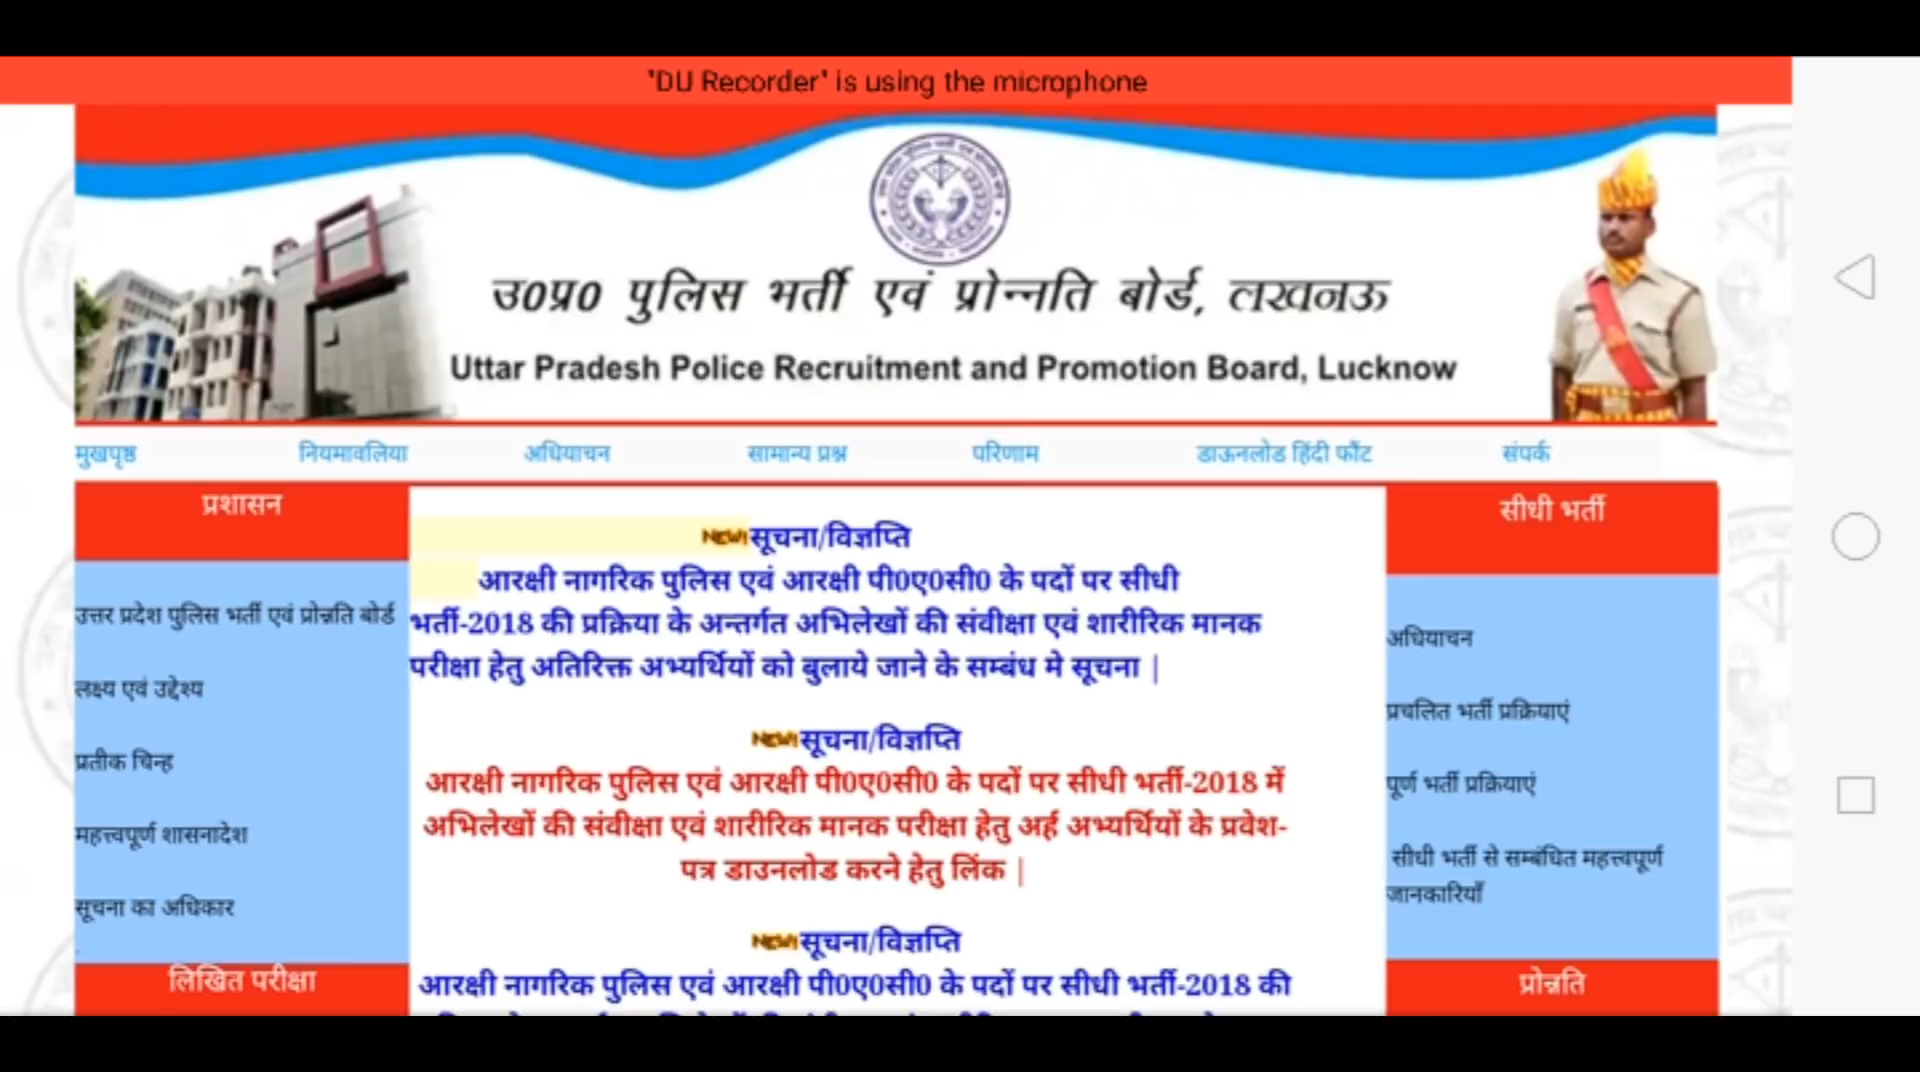 'DU Recorder' is using the microphone
उ0प्र0 पुलिस भर्ती एवं प्रोन्नति बोर्ड, लखनऊ
Uttar Pradesh Police Recruitment and Promotion Board, Lucknow
मुखपृष्ठ नियमावलिया अधियाचन सामान्य प्रश्न परिणाम डाऊनलोड हिंदी फौंट संपर्क
प्रशासन
उत्तर प्रदेश पुलिस भर्ती एवं प्रोन्नति बोर्ड
लक्ष्य एवं उद्देश्य
प्रतीक चिन्ह
महत्त्वपूर्ण शासनादेश
सूचना का अधिकार
लिखित परीक्षा
NEW! सूचना/विज्ञप्ति
आरक्षी नागरिक पुलिस एवं आरक्षी पी0ए0सी0 के पदों पर सीधी
भर्ती-2018 की प्रक्रिया के अन्तर्गत अभिलेखों की संवीक्षा एवं शारीरिक मानक
परीक्षा हेतु अतिरिक्त अभ्यर्थियों को बुलाये जाने के सम्बंध मे सूचना |
NEW! सूचना/विज्ञप्ति
आरक्षी नागरिक पुलिस एवं आरक्षी पी0ए0सी0 के पदों पर सीधी भर्ती-2018 में
अभिलेखों की संवीक्षा एवं शारीरिक मानक परीक्षा हेतु अर्ह अभ्यर्थियों के प्रवेश-
पत्र डाउनलोड करने हेतु लिंक |
NEW! सूचना/विज्ञप्ति
आरक्षी नागरिक पुलिस एवं आरक्षी पी0ए0सी0 के पदों पर सीधी भर्ती-2018 की
सीधी भर्ती
अधियाचन
प्रचलित भर्ती प्रक्रियाएं
पूर्ण भर्ती प्रक्रियाएं
सीधी भर्ती से सम्बंधित महत्त्वपूर्ण
जानकारियाँ
प्रोन्नति